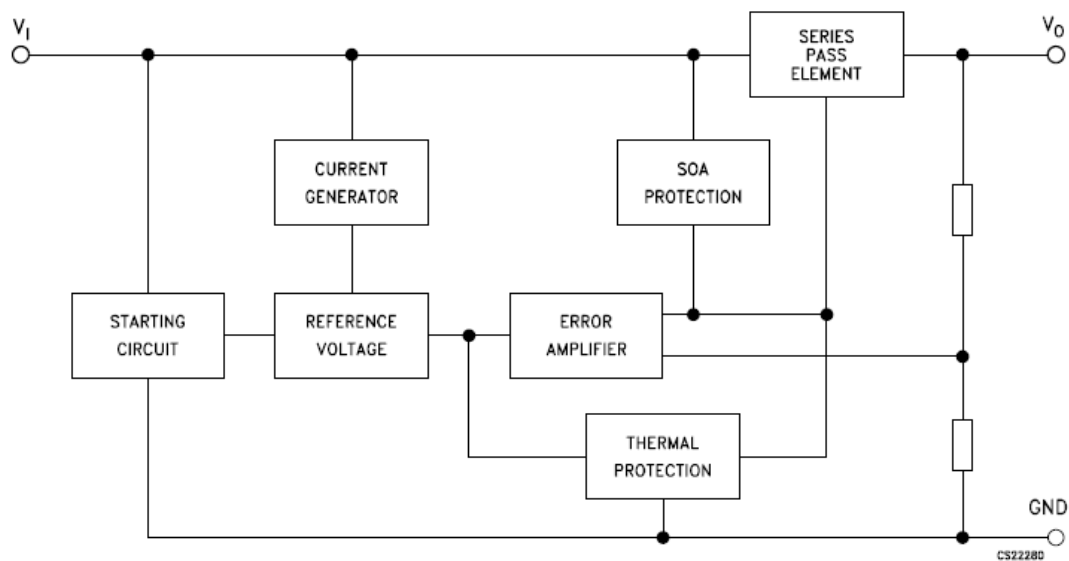 V_I
V_O
SERIES
PASS
ELEMENT
CURRENT
GENERATOR
SOA
PROTECTION
STARTING
CIRCUIT
REFERENCE
VOLTAGE
ERROR
AMPLIFIER
THERMAL
PROTECTION
GND
CS22280